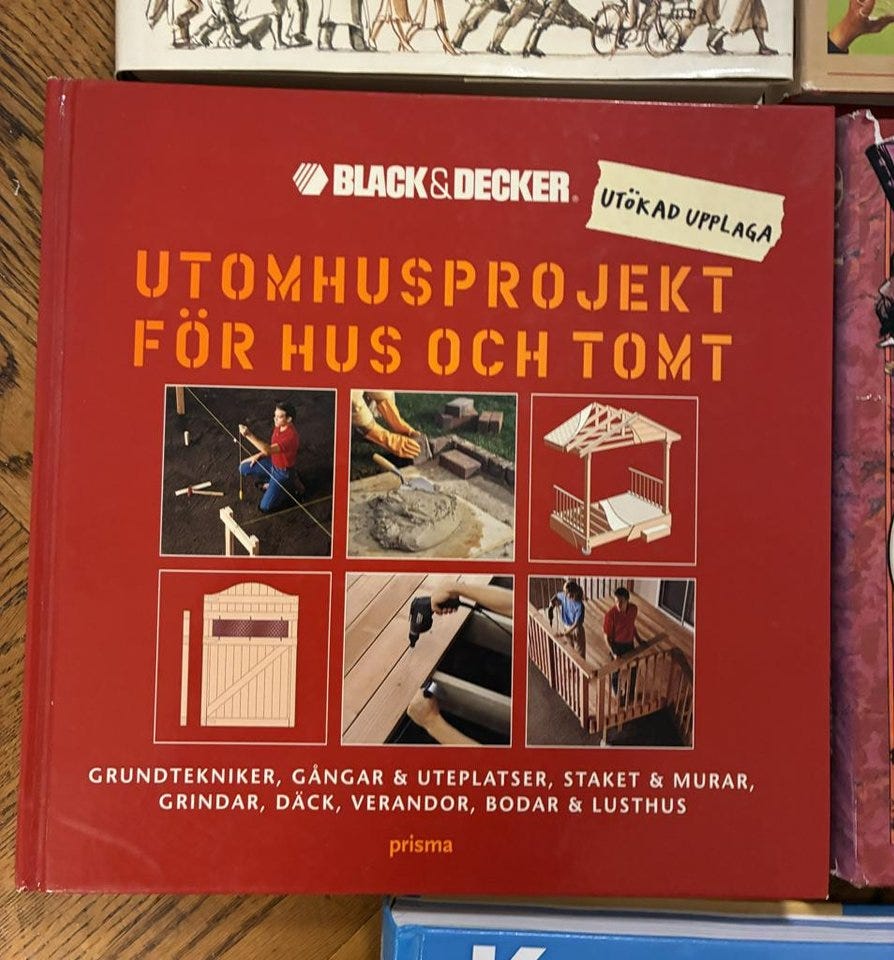 BLACK&DECKER®
UTÖKAD UPPLAGA
UTOMHUSPROJEKT
FÖR HUS OCH TOMT
GRUNDTEKNIKER, GÅNGAR & UTEPLATSER, STAKET & MURAR,
GRINDAR, DÄCK, VERANDOR, BODAR & LUSTHUS
prisma